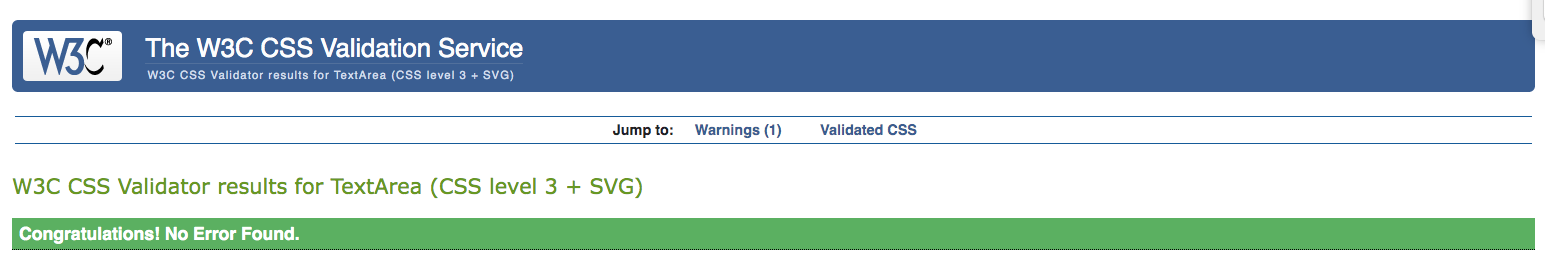 W3C®
The W3C CSS Validation Service
W3C CSS Validator results for TextArea (CSS level 3 + SVG)
Jump to: Warnings (1) Validated CSS
W3C CSS Validator results for TextArea (CSS level 3 + SVG)
Congratulations! No Error Found.